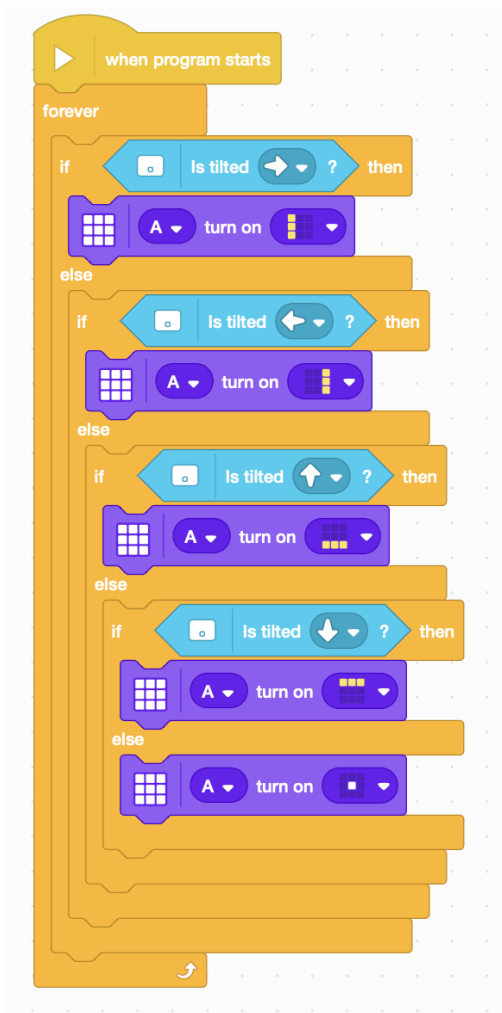 when program starts
forever
if Is tilted ? then
A turn on
else
if Is tilted ? then
A turn on
else
if Is tilted ? then
A turn on
else
if Is tilted ? then
A turn on
else
A turn on